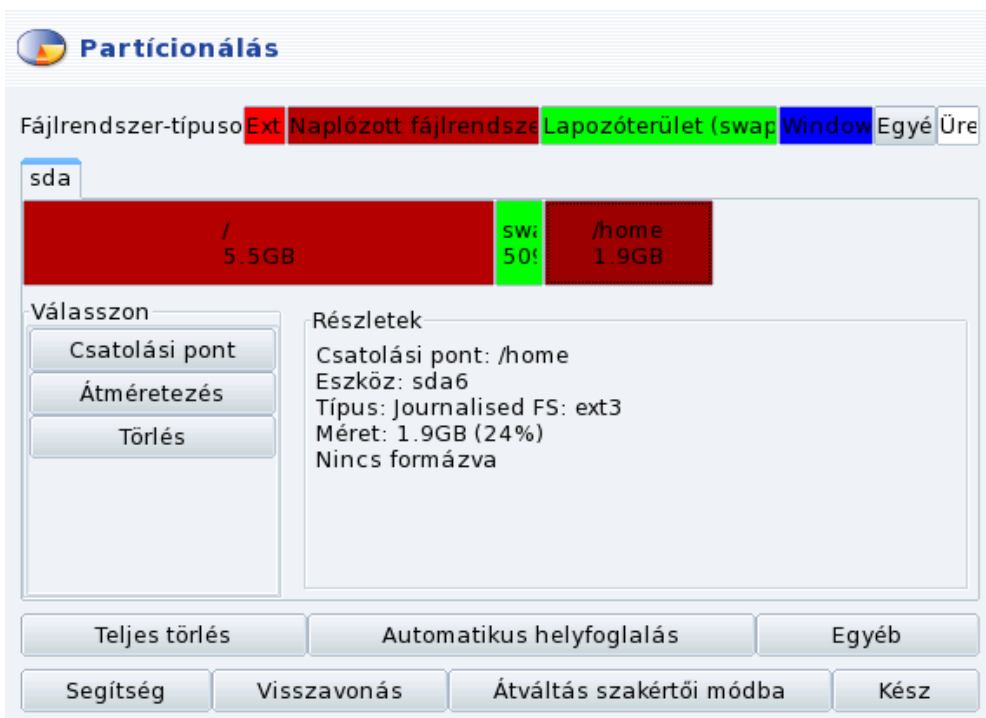 Partícionálás
Fájlrendszer-típuso Ext Naplózott fájlrendsze Lapozóterület (swap Window Egyé Üre
sda
/ swa /home
5.5GB 509 1.9GB
Válasszon
Csatolási pont
Átméretezés
Törlés
Részletek
Csatolási pont: /home
Eszköz: sda6
Típus: Journalised FS: ext3
Méret: 1.9GB (24%)
Nincs formázva
Teljes törlés Automatikus helyfoglalás Egyéb
Segítség Visszavonás Átváltás szakértői módba Kész